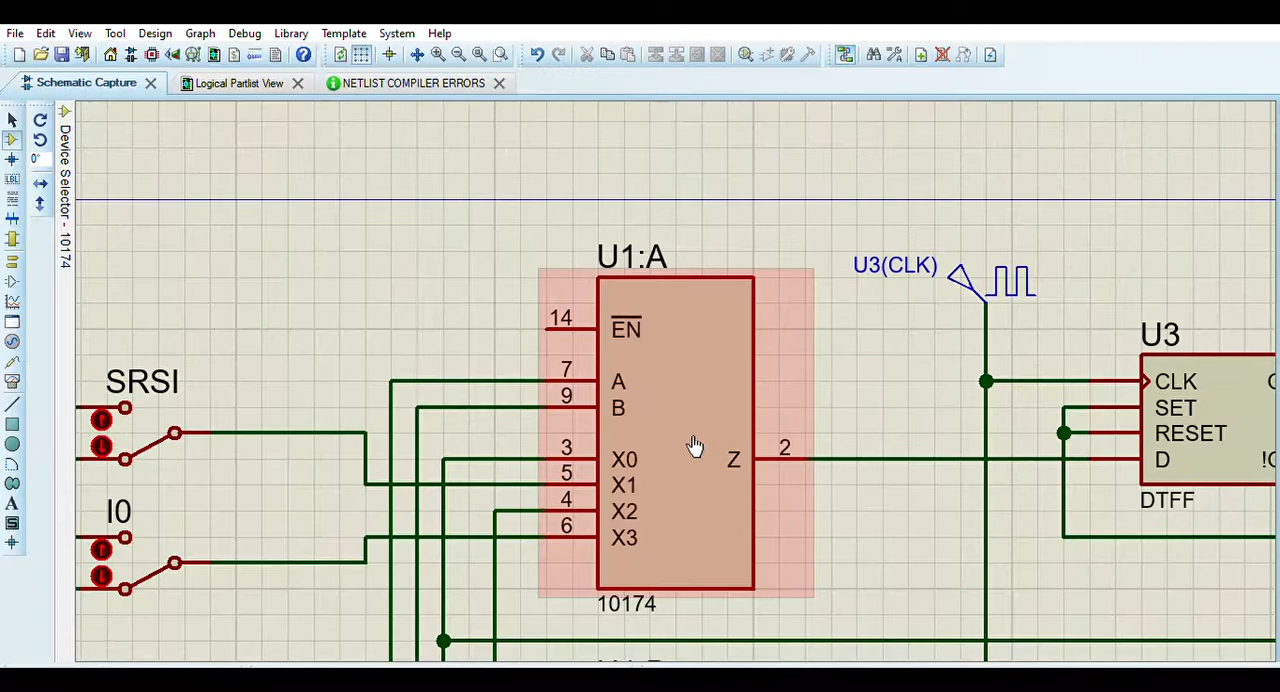 File Edit View Tool Design Graph Debug Library Template System Help
Schematic Capture Logical Partlist View NETLIST COMPILER ERRORS
LBL
0°
A
Device Selector - 10174
U1:A
14 EN
7 A
9 B
3 X0
5 X1
4 X2
6 X3
Z 2
10174
SRSI
I0
U3(CLK)
U3
CLK
SET
RESET
D
DTFF